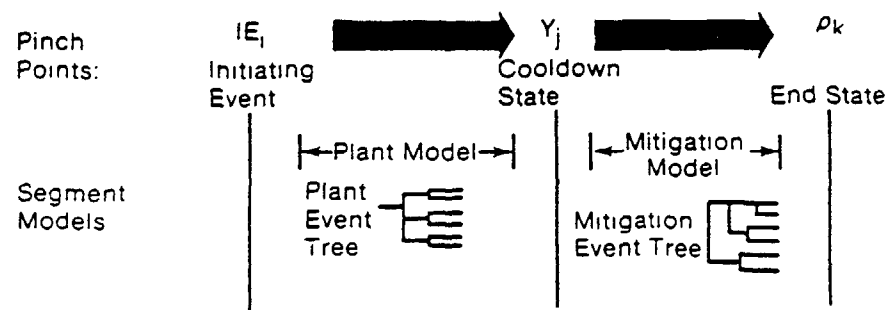 Pinch Points:
IE_I
Y_j
ρ_k
Initiating Event
Cooldown State
End State
Plant Model
Mitigation Model
Segment Models
Plant Event Tree
Mitigation Event Tree